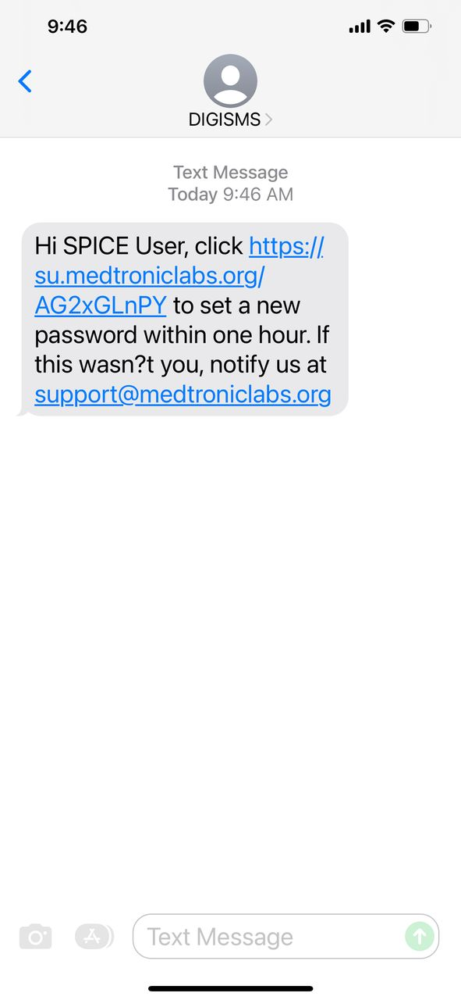 9:46
DIGISMS
Text Message
Today 9:46 AM
Hi SPICE User, click https://
su.medtroniclabs.org/
AG2xGLnPY to set a new
password within one hour. If
this wasn?t you, notify us at
support@medtroniclabs.org
Text Message